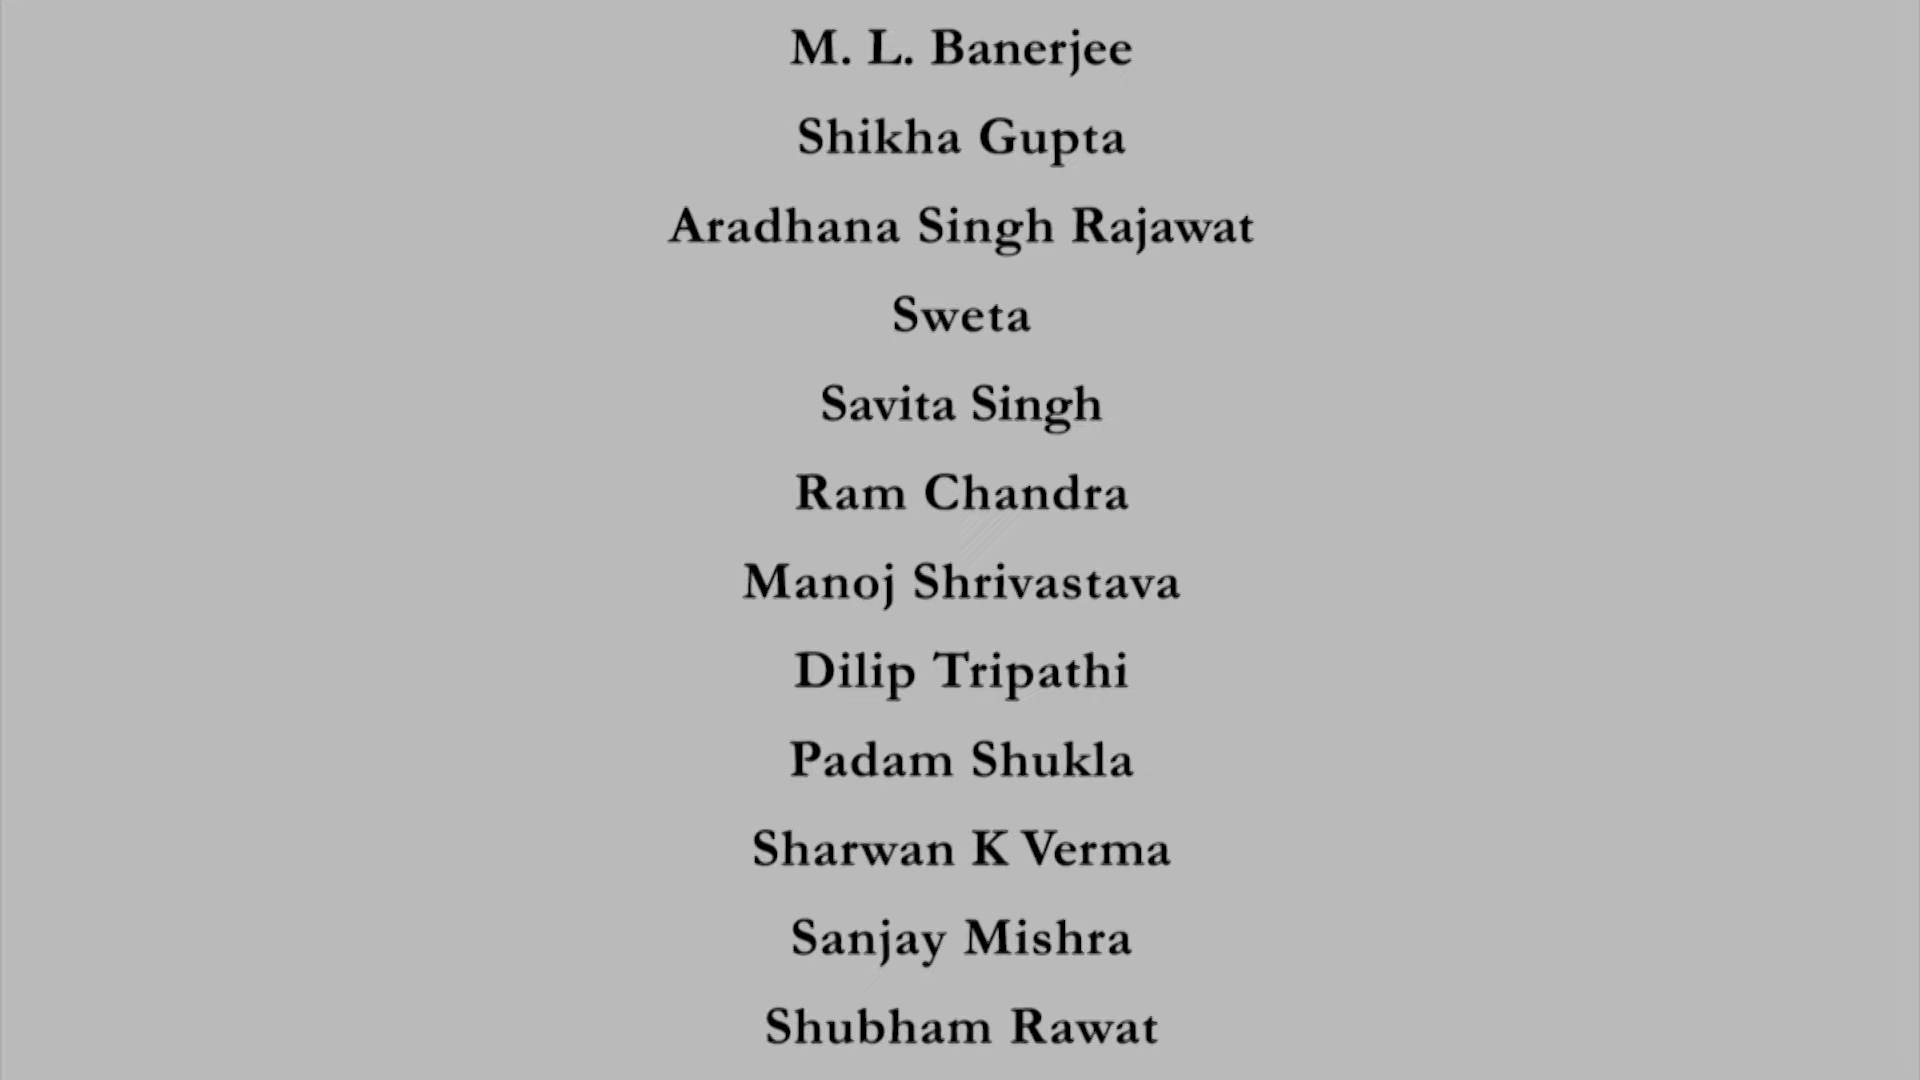 M. L. Banerjee
Shikha Gupta
Aradhana Singh Rajawat
Sweta
Savita Singh
Ram Chandra
Manoj Shrivastava
Dilip Tripathi
Padam Shukla
Sharwan K Verma
Sanjay Mishra
Shubham Rawat